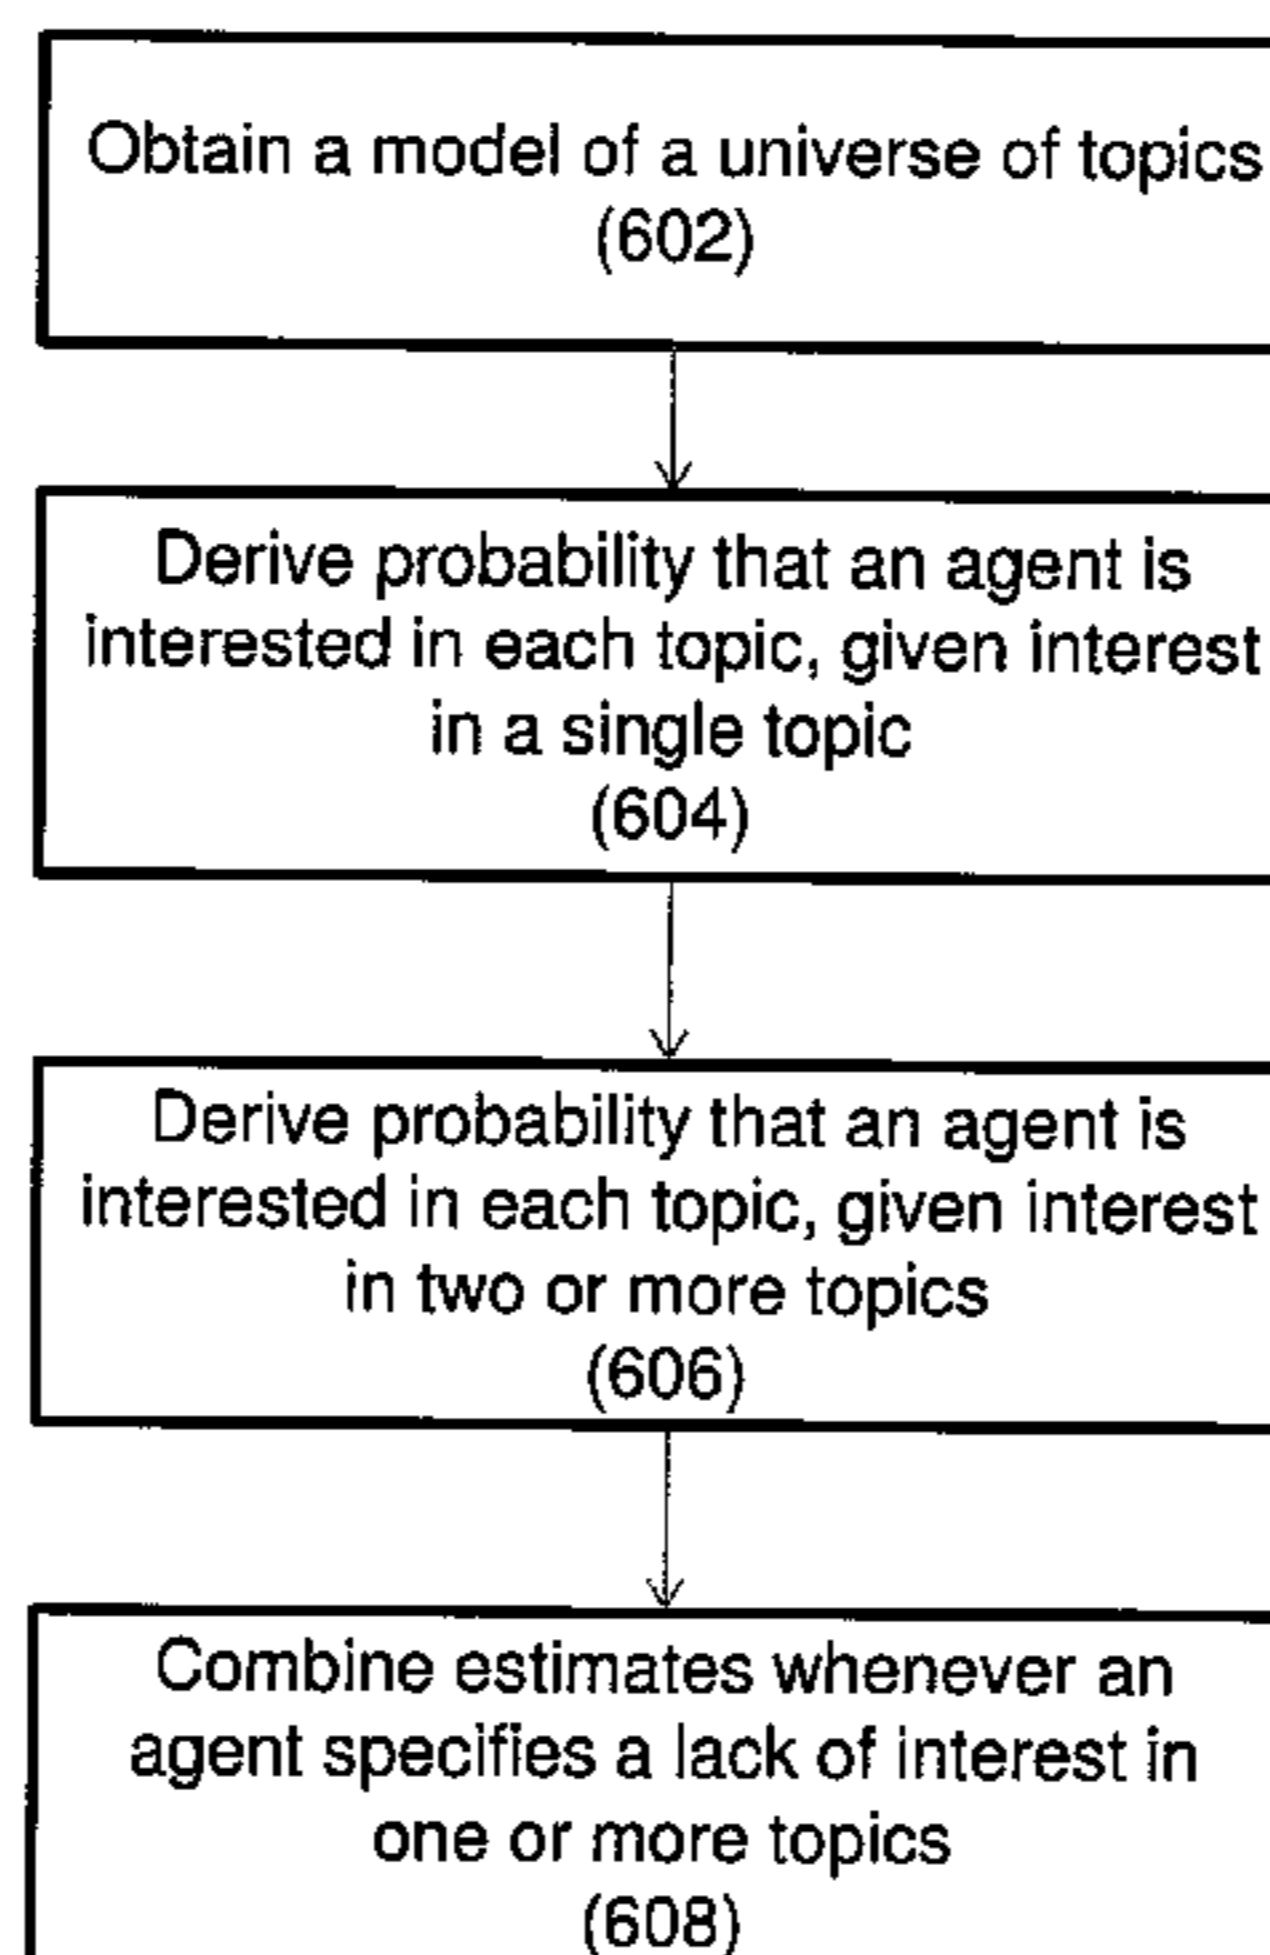 Obtain a model of a universe of topics
(602)
Derive probability that an agent is
interested in each topic, given interest
in a single topic
(604)
Derive probability that an agent is
interested in each topic, given interest
in two or more topics
(606)
Combine estimates whenever an
agent specifies a lack of interest in
one or more topics
(608)